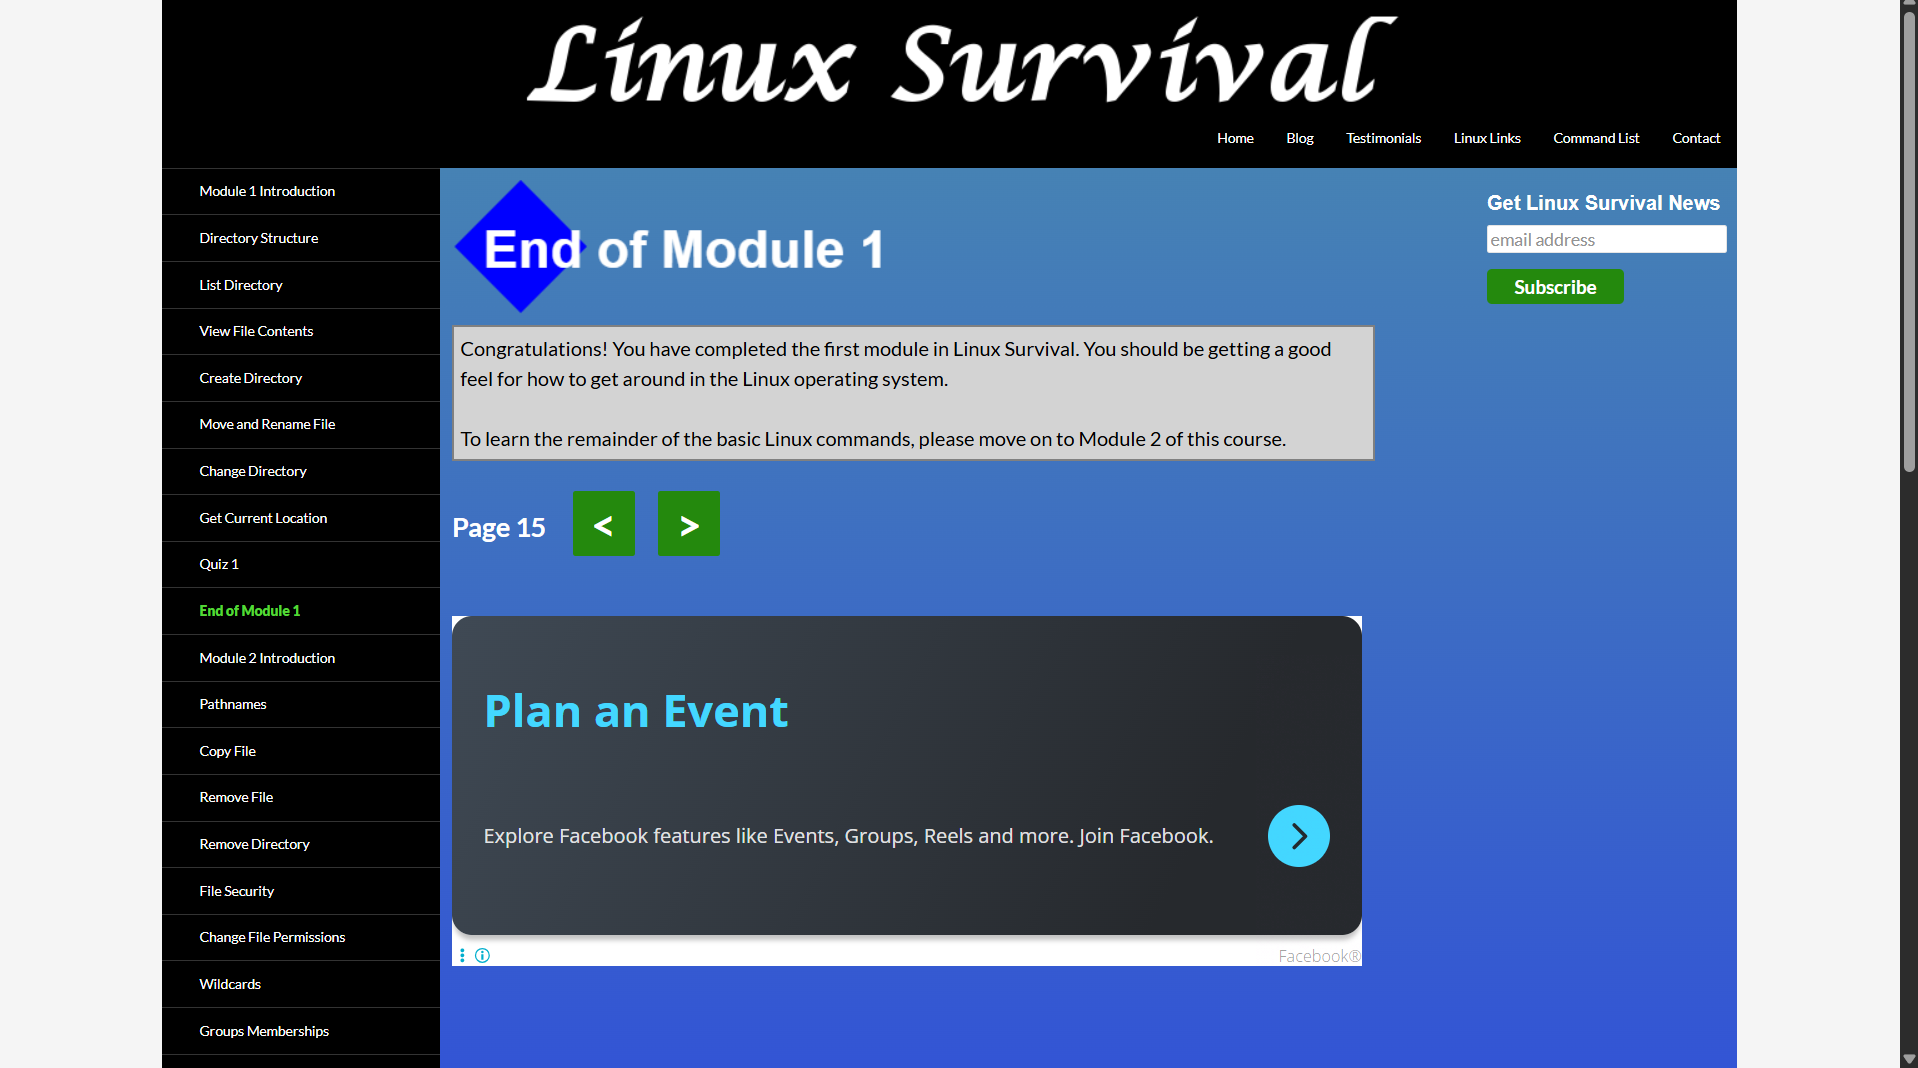 Linux Survival
Home Blog Testimonials Linux Links Command List Contact
Module 1 Introduction
Directory Structure
List Directory
View File Contents
Create Directory
Move and Rename File
Change Directory
Get Current Location
Quiz 1
End of Module 1
Module 2 Introduction
Pathnames
Copy File
Remove File
Remove Directory
File Security
Change File Permissions
Wildcards
Groups Memberships
End of Module 1
Congratulations! You have completed the first module in Linux Survival. You should be getting a good
feel for how to get around in the Linux operating system.
To learn the remainder of the basic Linux commands, please move on to Module 2 of this course.
Page 15 < >
Plan an Event
Explore Facebook features like Events, Groups, Reels and more. Join Facebook.
Facebook®
Get Linux Survival News
email address
Subscribe